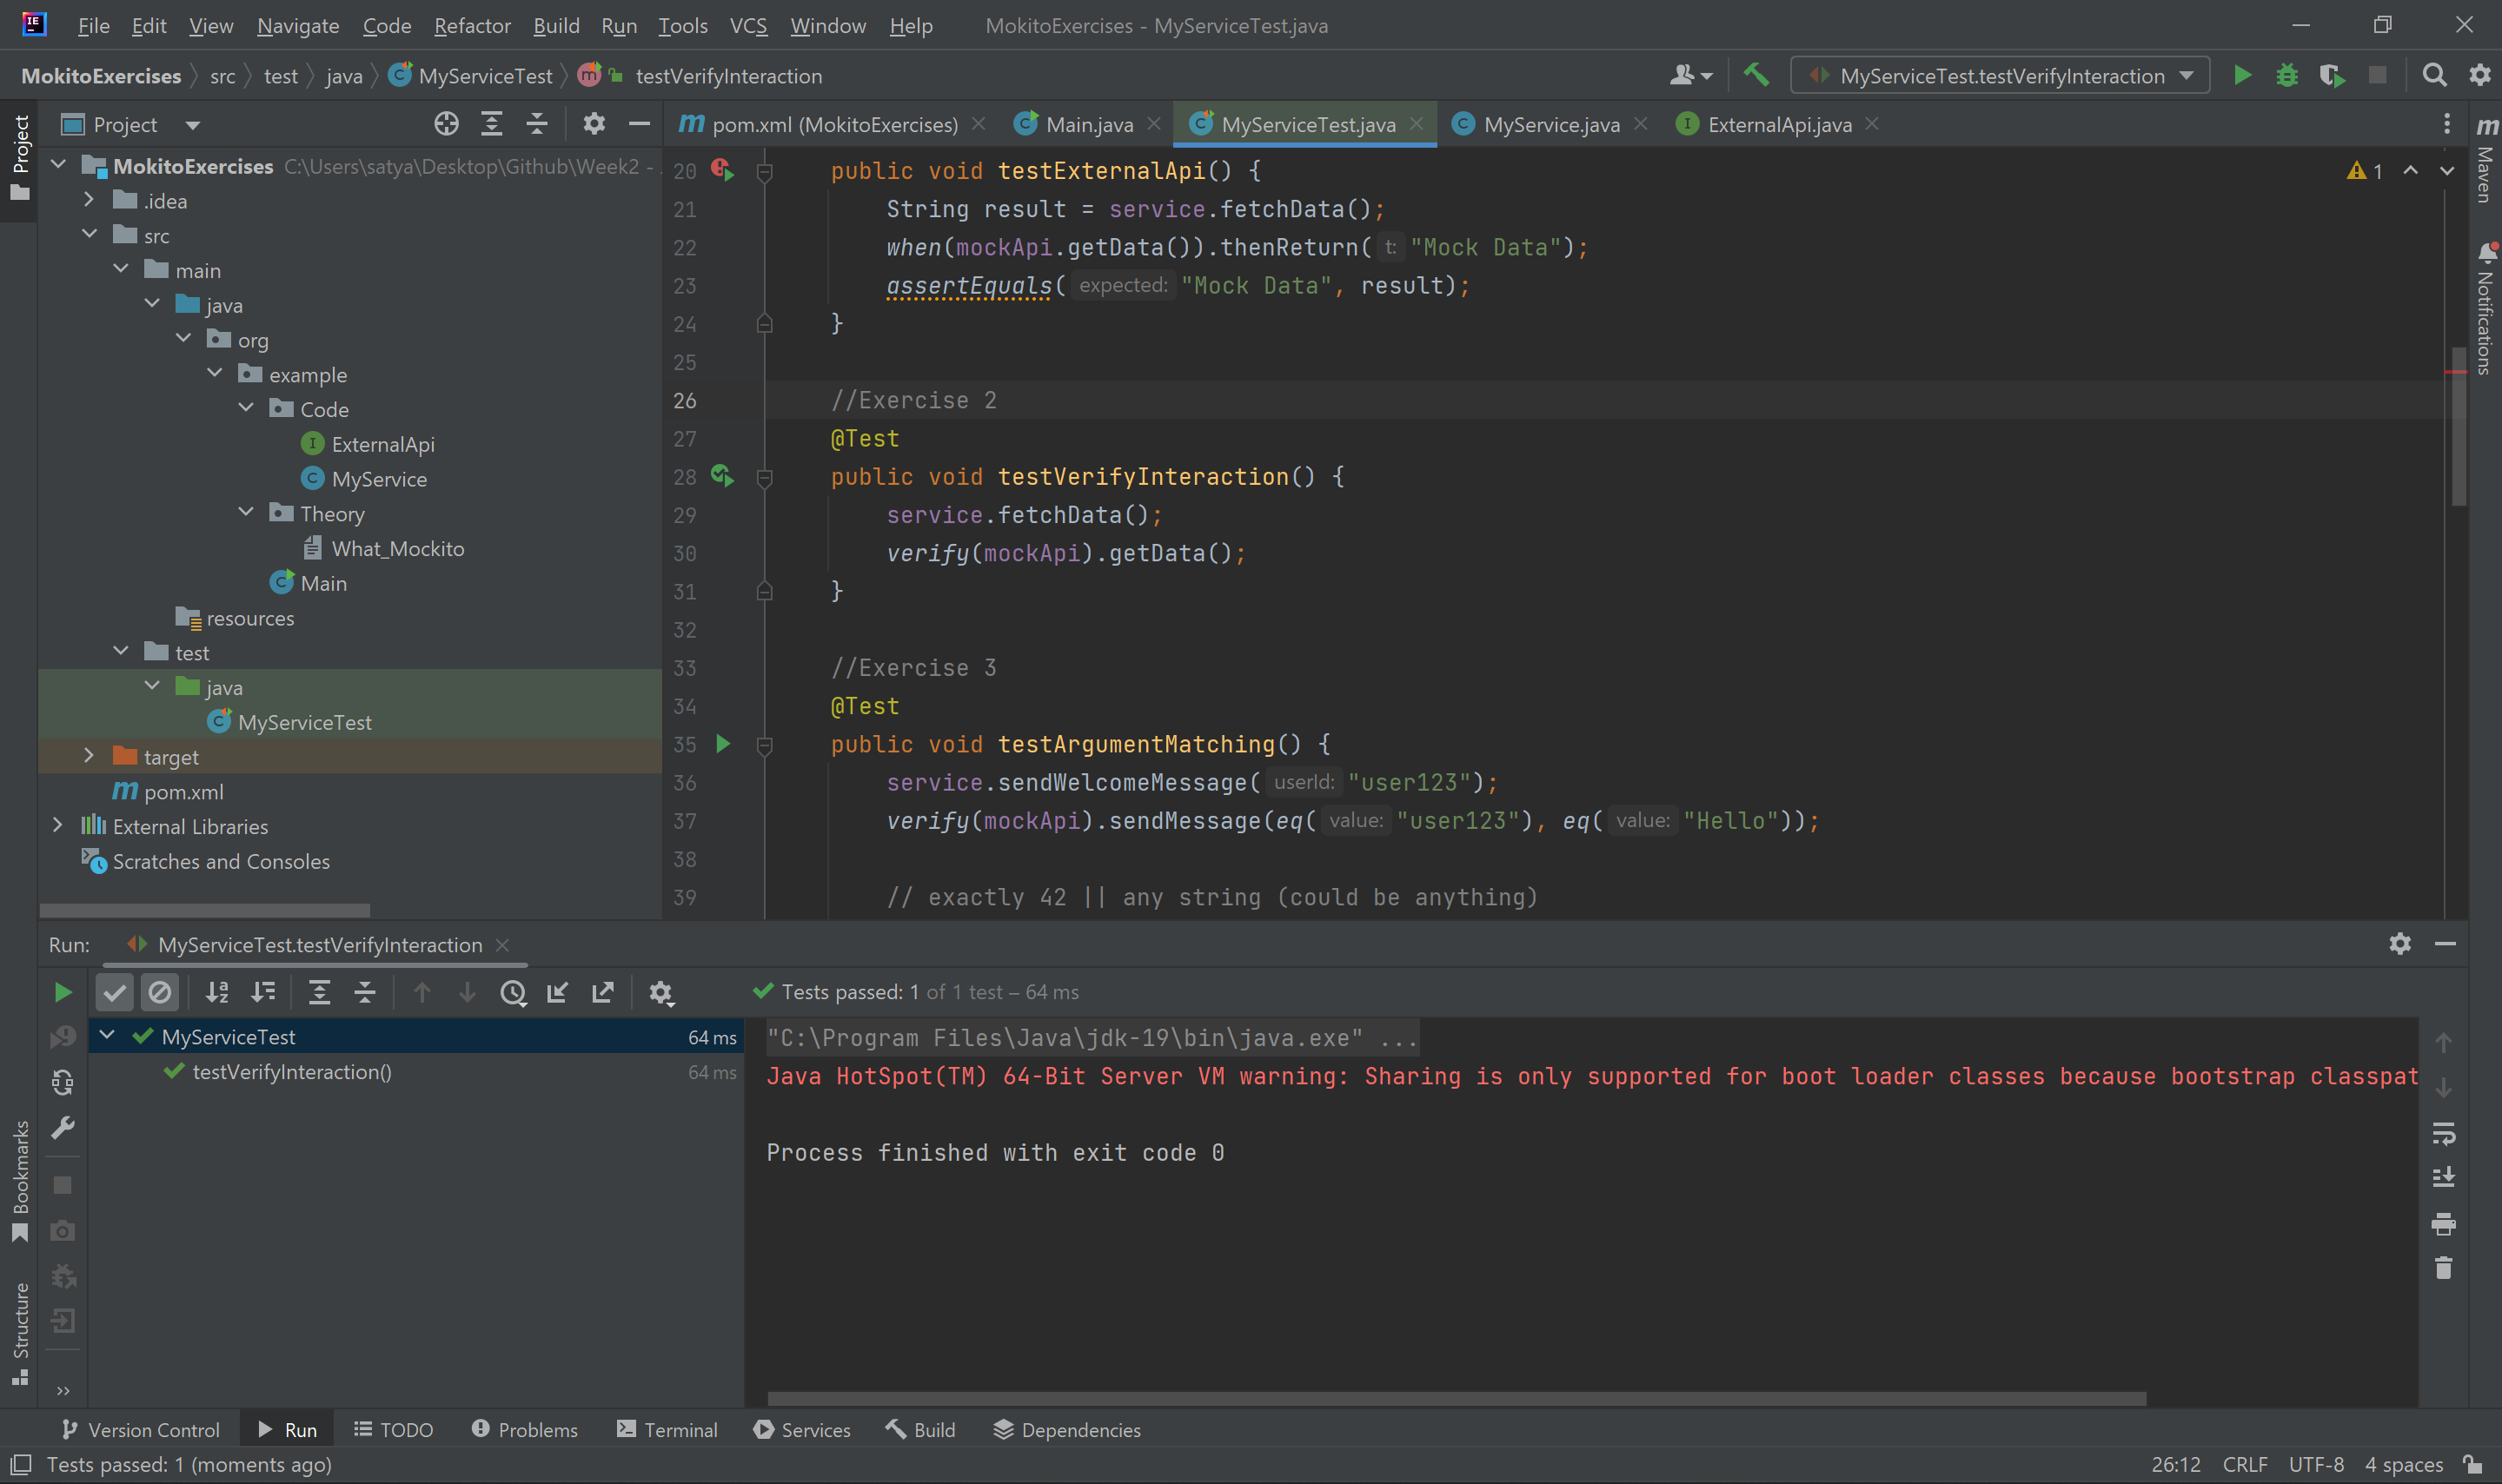 File Edit View Navigate Code Refactor Build Run Tools VCS Window Help MokitoExercises - MyServiceTest.java
MokitoExercises src test java MyServiceTest testVerifyInteraction MyServiceTest.testVerifyInteraction
Project
pom.xml (MokitoExercises) Main.java MyServiceTest.java MyService.java ExternalApi.java
Project
MokitoExercises C:\Users\satya\Desktop\Github\Week2 -
.idea
src
main
java
org
example
Code
ExternalApi
MyService
Theory
What_Mockito
Main
resources
test
java
MyServiceTest
target
pom.xml
External Libraries
Scratches and Consoles
20 public void testExternalApi() {
21 String result = service.fetchData();
22 when(mockApi.getData()).thenReturn( t: "Mock Data");
23 assertEquals( expected: "Mock Data", result);
24 }
25
26 //Exercise 2
27 @Test
28 public void testVerifyInteraction() {
29 service.fetchData();
30 verify(mockApi).getData();
31 }
32
33 //Exercise 3
34 @Test
35 public void testArgumentMatching() {
36 service.sendWelcomeMessage( userId: "user123");
37 verify(mockApi).sendMessage(eq( value: "user123"), eq( value: "Hello"));
38
39 // exactly 42 || any string (could be anything)
1
Maven
Notifications
Run: MyServiceTest.testVerifyInteraction
Tests passed: 1 of 1 test – 64 ms
MyServiceTest 64 ms
testVerifyInteraction() 64 ms
"C:\Program Files\Java\jdk-19\bin\java.exe" ...
Java HotSpot(TM) 64-Bit Server VM warning: Sharing is only supported for boot loader classes because bootstrap classpat
Process finished with exit code 0
Bookmarks
Structure
Version Control Run TODO Problems Terminal Services Build Dependencies
Tests passed: 1 (moments ago) 26:12 CRLF UTF-8 4 spaces